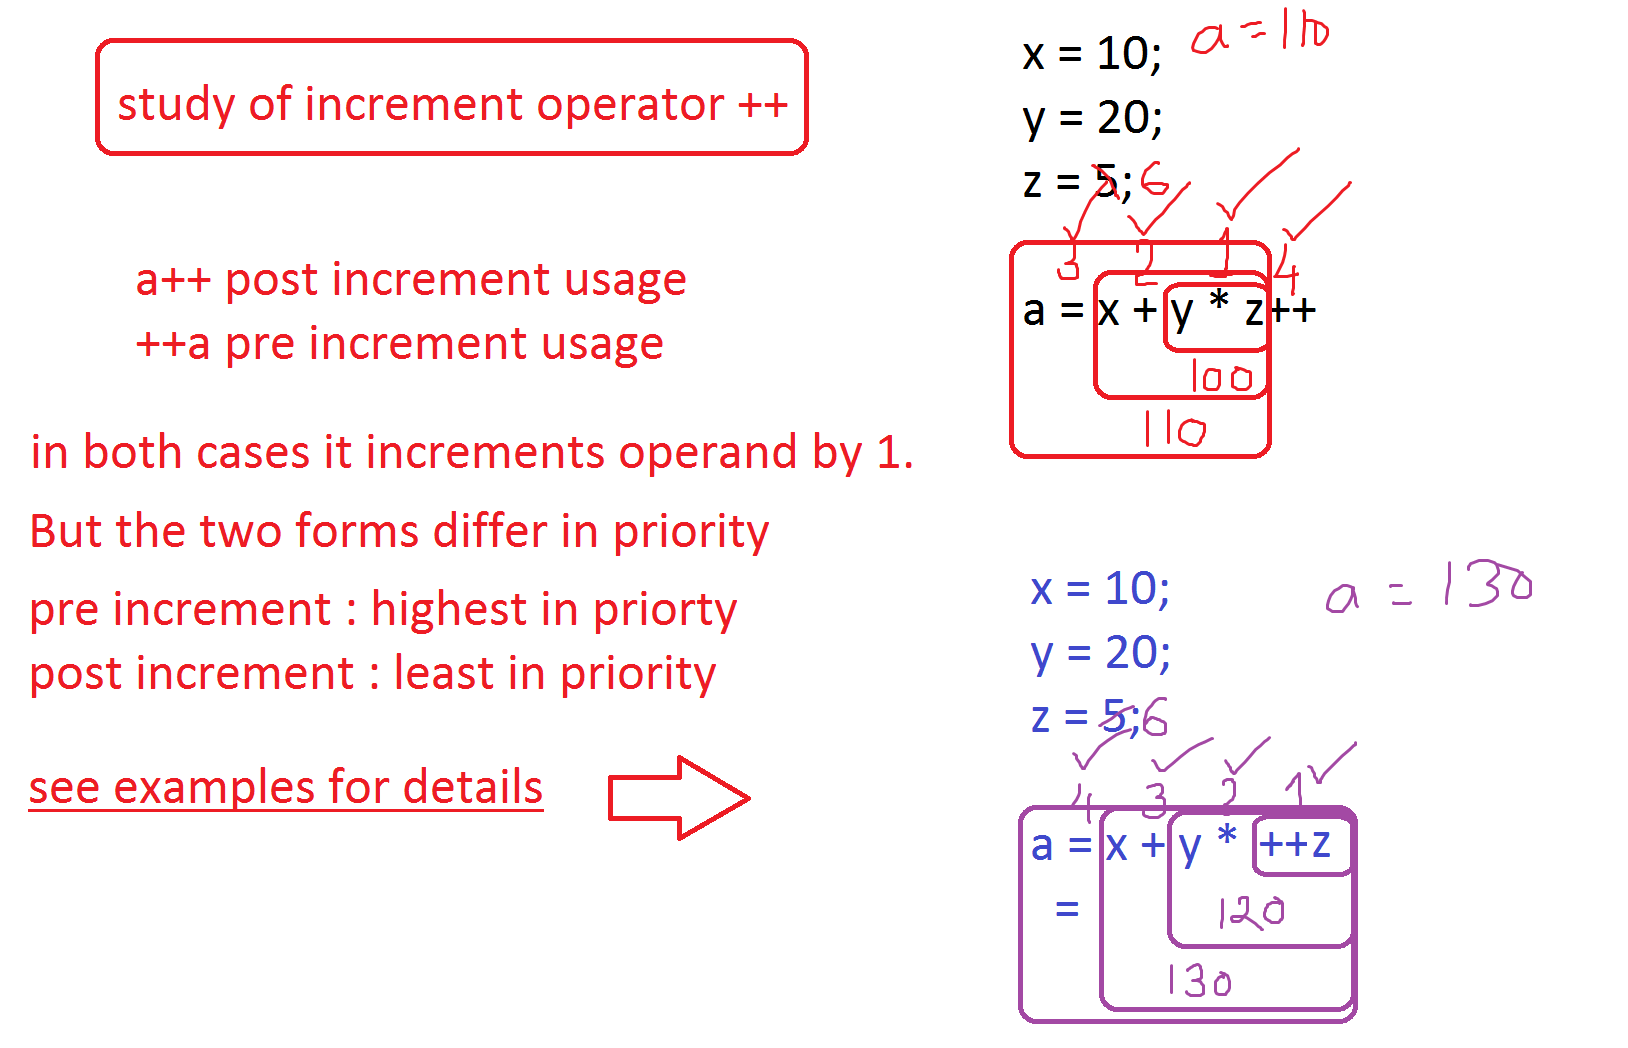 study of increment operator ++
a++ post increment usage
++a pre increment usage
in both cases it increments operand by 1.
But the two forms differ in priority
pre increment : highest in priorty
post increment : least in priority
see examples for details
x = 10;
a = 110
y = 20;
z = 5; 6
3 2 1 4
a = x + y * z++
100
110
x = 10;
a = 130
y = 20;
z = 5; 6
4 3 2 1
a = x + y * ++z
= 120
130